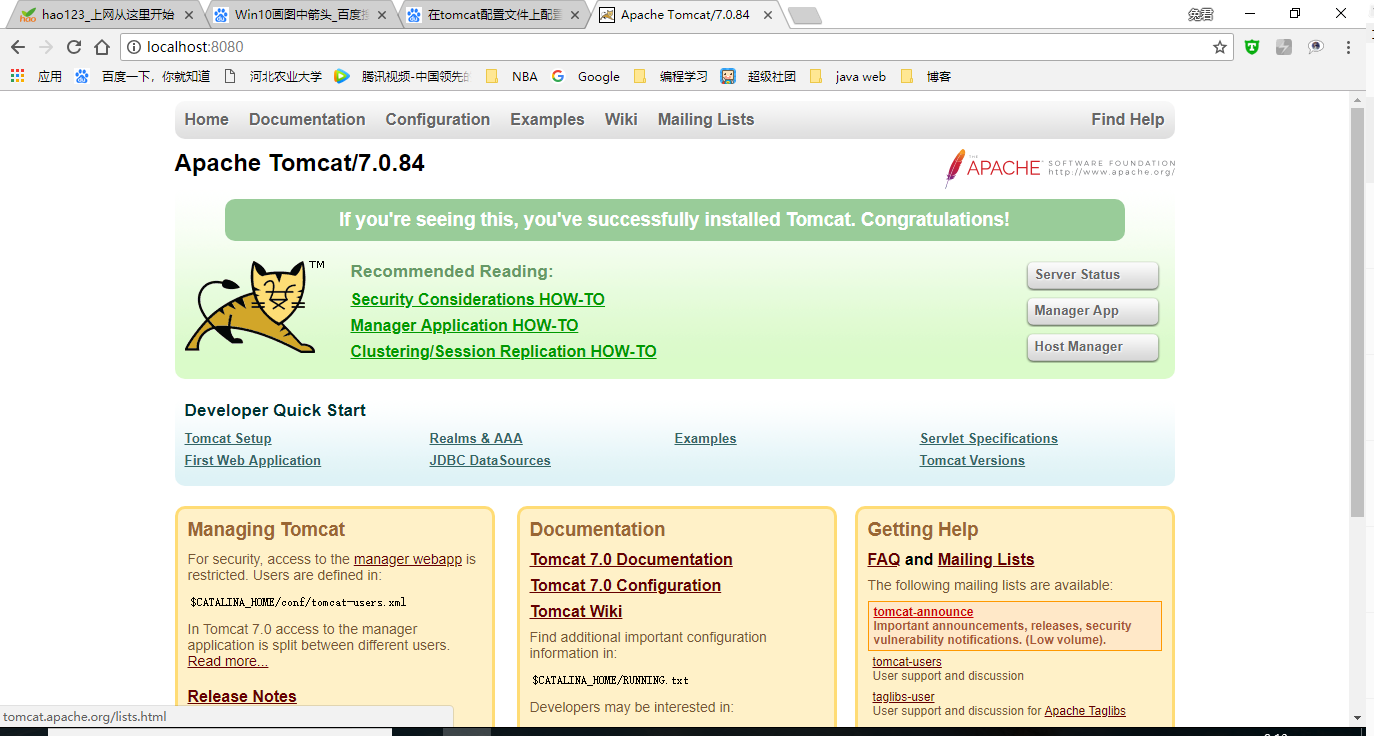 hao123_上网从这里开始
Win10画图中箭头_百度搜
在tomcat配置文件上配置
Apache Tomcat/7.0.84
兔君
localhost:8080
应用
百度一下，你就知道
河北农业大学
腾讯视频-中国领先的
NBA
Google
编程学习
超级社团
java web
博客
Home Documentation Configuration Examples Wiki Mailing Lists Find Help
Apache Tomcat/7.0.84
THE APACHE SOFTWARE FOUNDATION
http://www.apache.org/
If you're seeing this, you've successfully installed Tomcat. Congratulations!
TM
Recommended Reading:
Security Considerations HOW-TO
Manager Application HOW-TO
Clustering/Session Replication HOW-TO
Server Status
Manager App
Host Manager
Developer Quick Start
Tomcat Setup
First Web Application
Realms & AAA
JDBC DataSources
Examples
Servlet Specifications
Tomcat Versions
Managing Tomcat
For security, access to the manager webapp is
restricted. Users are defined in:
$CATALINA_HOME/conf/tomcat-users.xml
In Tomcat 7.0 access to the manager
application is split between different users.
Read more...
Release Notes
Documentation
Tomcat 7.0 Documentation
Tomcat 7.0 Configuration
Tomcat Wiki
Find additional important configuration
information in:
$CATALINA_HOME/RUNNING.txt
Developers may be interested in:
Getting Help
FAQ and Mailing Lists
The following mailing lists are available:
tomcat-announce
Important announcements, releases, security
vulnerability notifications. (Low volume).
tomcat-users
User support and discussion
taglibs-user
User support and discussion for Apache Taglibs
tomcat.apache.org/lists.html